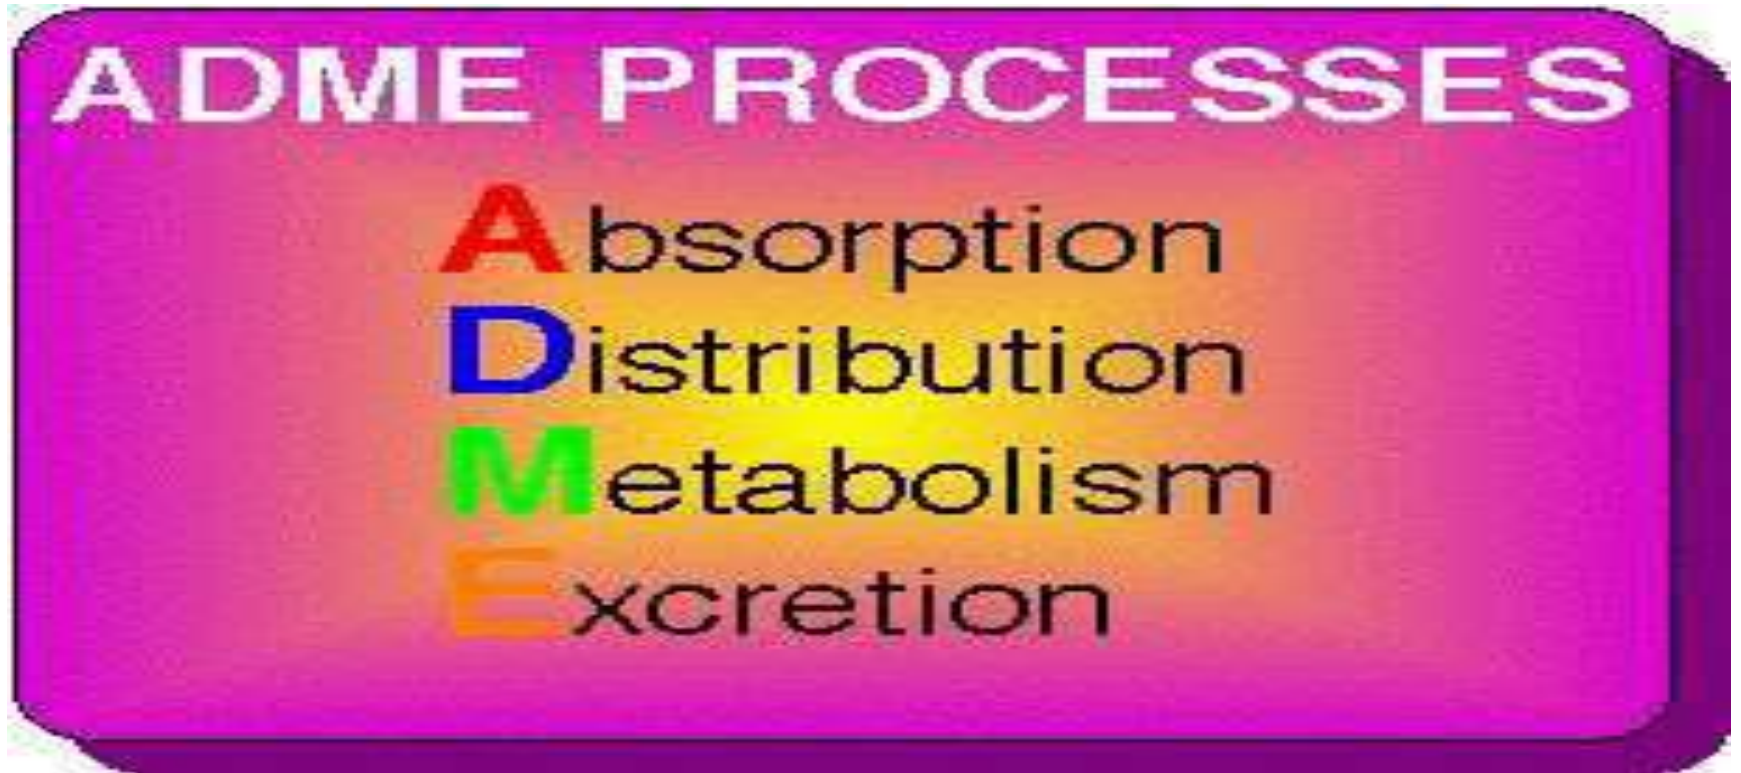 ADME PROCESSES
Absorption
Distribution
Metabolism
Excretion